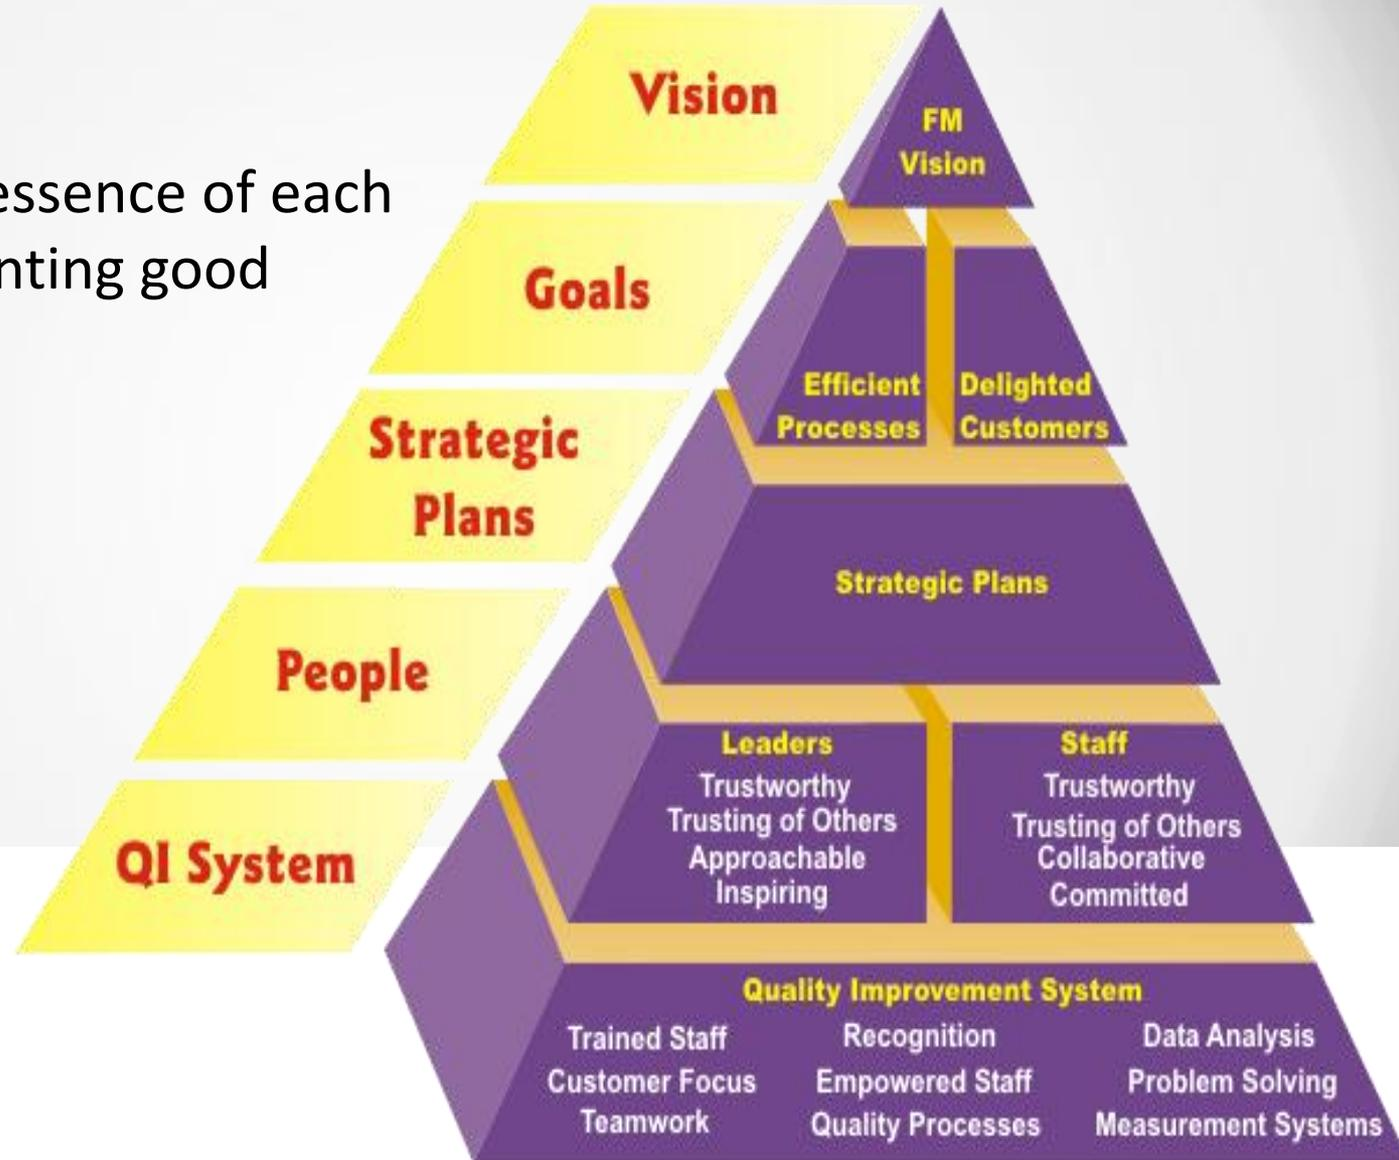 essence of each
nting good
Vision
Goals
Strategic
Plans
People
QI System
FM
Vision
Efficient
Processes
Delighted
Customers
Strategic Plans
Leaders
Trustworthy
Trusting of Others
Approachable
Inspiring
Staff
Trustworthy
Trusting of Others
Collaborative
Committed
Quality Improvement System
Trained Staff
Customer Focus
Teamwork
Recognition
Empowered Staff
Quality Processes
Data Analysis
Problem Solving
Measurement Systems